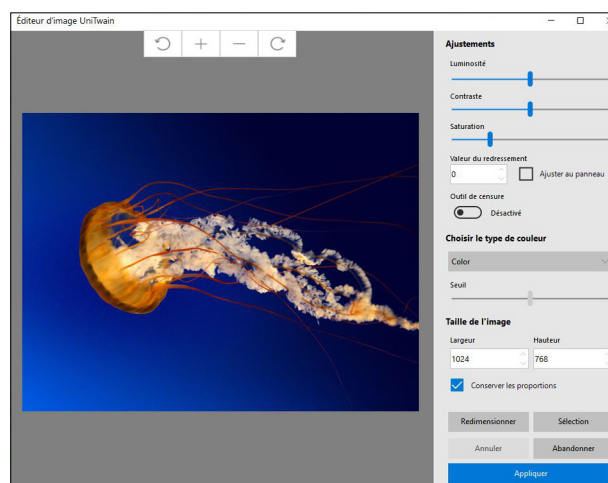 Éditeur d'image UniTwain
Ajustements
Luminosité
Contraste
Saturation
Valeur du redressement
0
Ajuster au panneau
Outil de censure
Désactivé
Choisir le type de couleur
Color
Seuil
Taille de l'image
Largeur Hauteur
1024 768
Conserver les proportions
Redimensionner Sélection
Annuler Abandonner
Appliquer